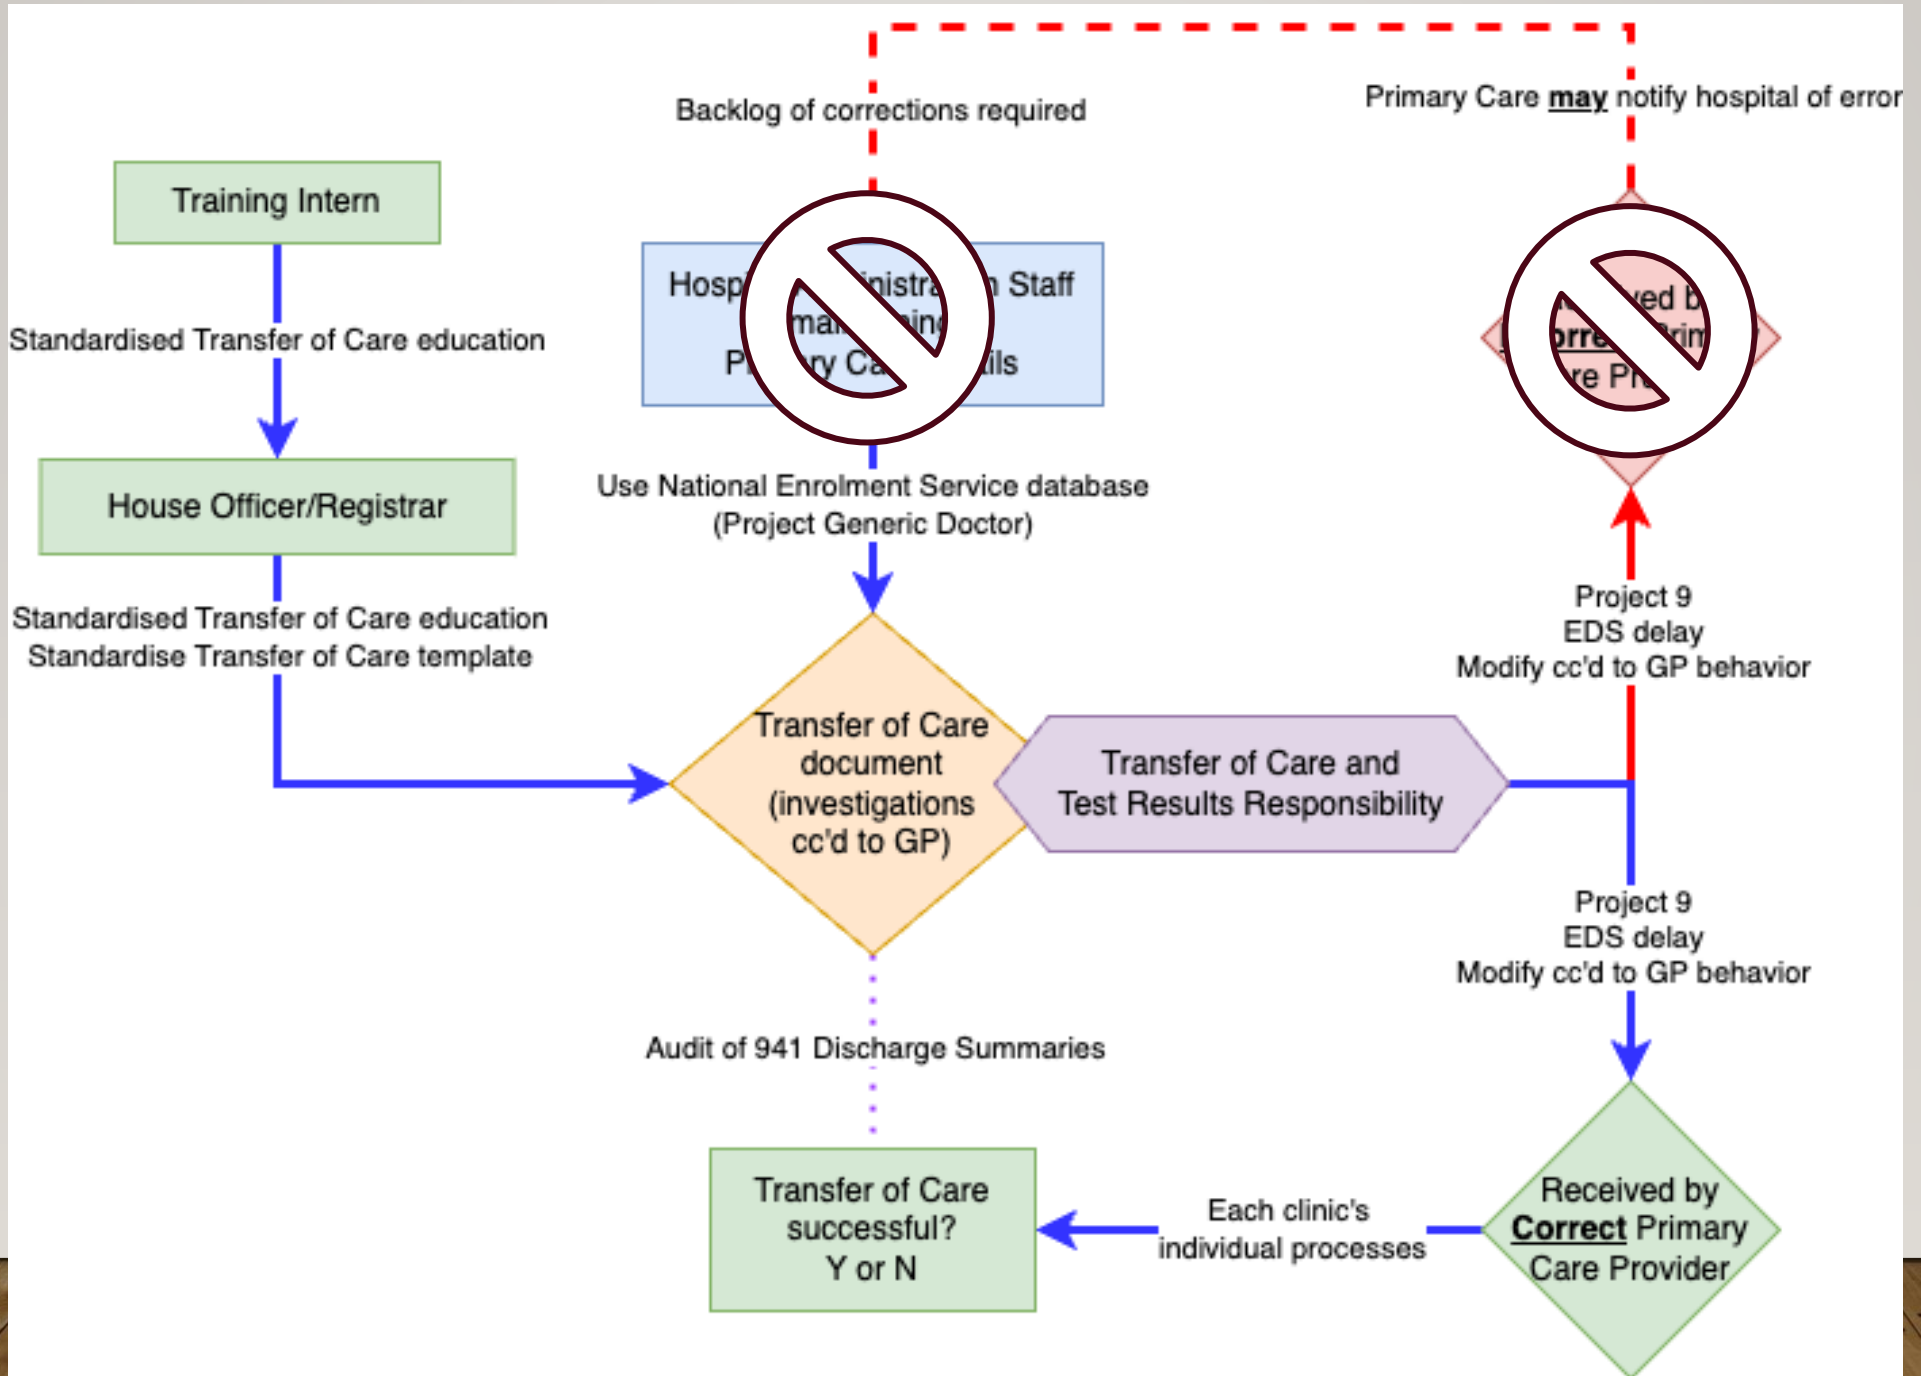 Backlog of corrections required
Primary Care may notify hospital of error
Training Intern
Standardised Transfer of Care education
House Officer/Registrar
Standardised Transfer of Care education
Standardise Transfer of Care template
Staff
Use National Enrolment Service database
(Project Generic Doctor)
Transfer of Care
document
(investigations
cc'd to GP)
Transfer of Care and
Test Results Responsibility
Project 9
EDS delay
Modify cc'd to GP behavior
Project 9
EDS delay
Modify cc'd to GP behavior
Audit of 941 Discharge Summaries
Transfer of Care
successful?
Y or N
Each clinic's
individual processes
Received by
Correct Primary
Care Provider